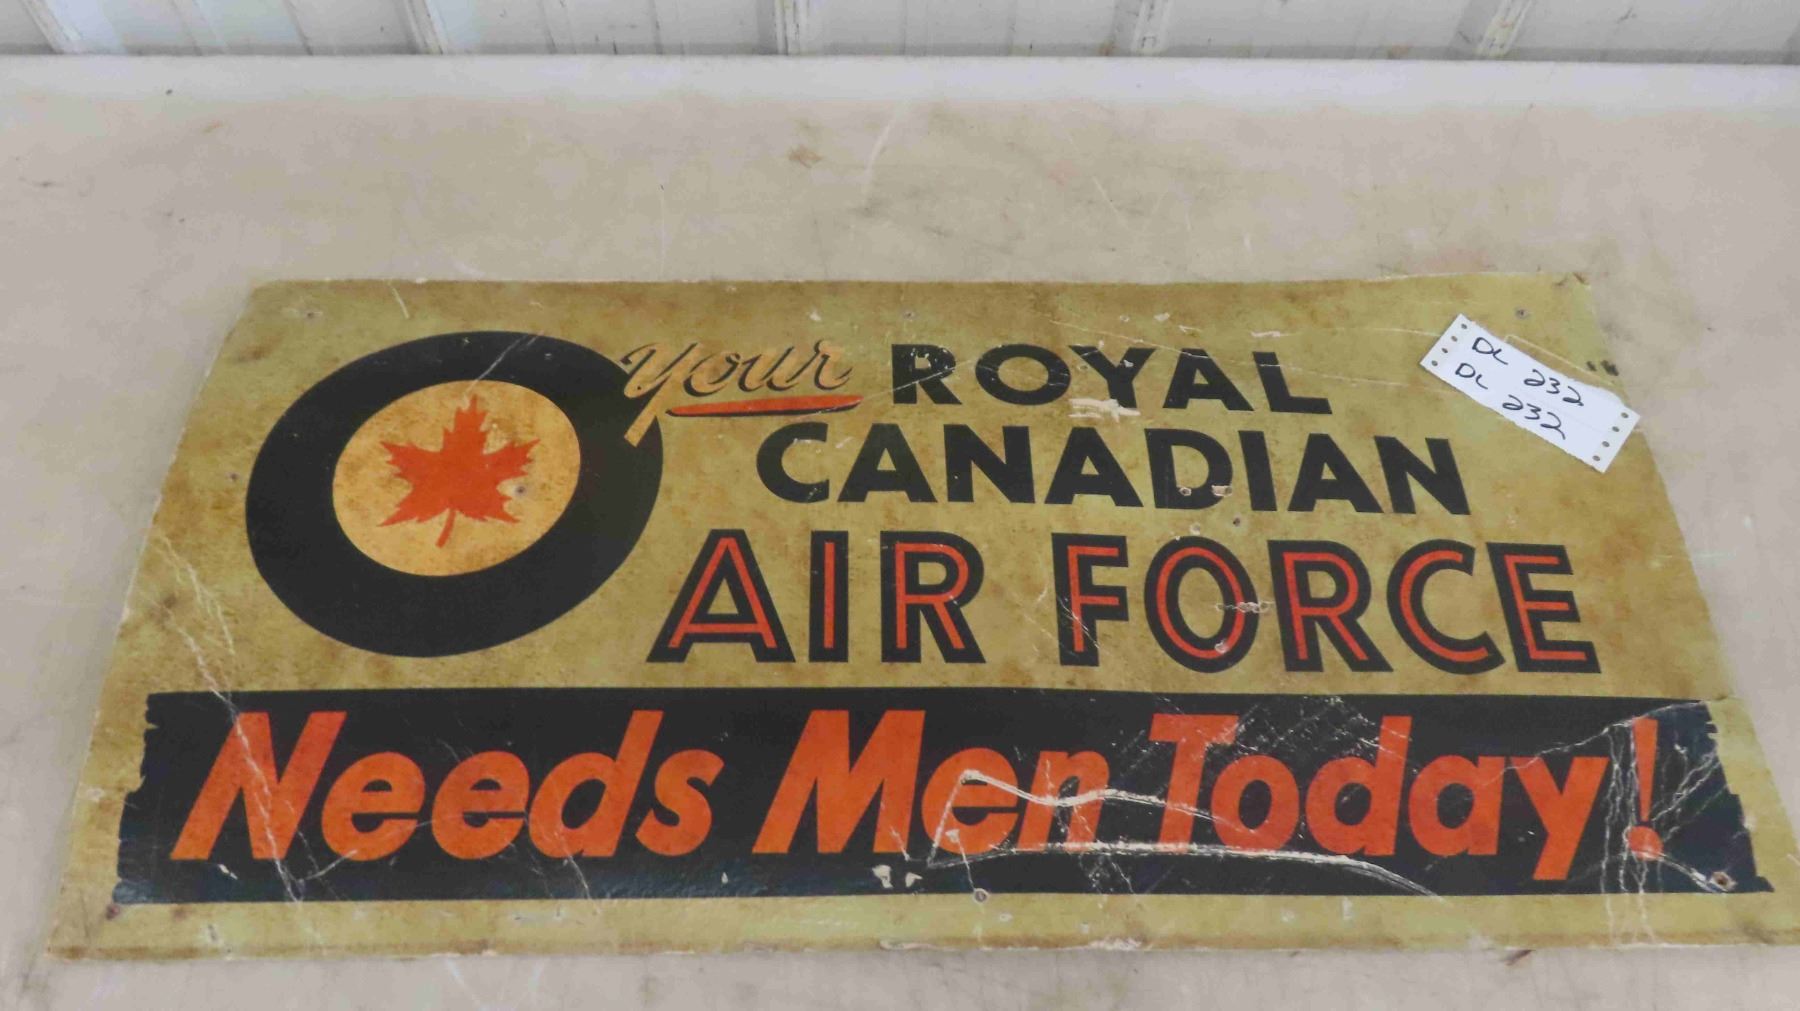 Your ROYAL
CANADIAN
AIR FORCE
Needs Men Today!
DL 232
DL 232